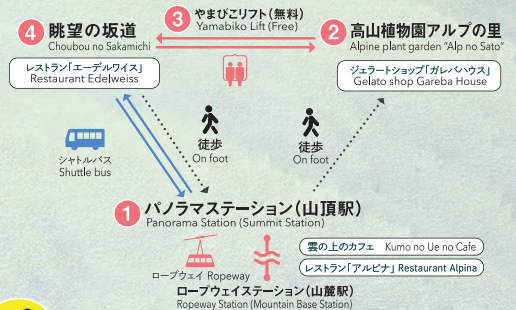 4 眺望の坂道
Choubou no Sakamichi
レストラン「エーデルワイス」
Restaurant Edelweiss
3 やまびこリフト（無料）
Yamabiko Lift (Free)
2 高山植物園アルプの里
Alpine plant garden "Alp no Sato"
ジェラートショップ「ガレバハウス」
Gelato shop Gareba House
シャトルバス
Shuttle bus
徒歩
On foot
徒歩
On foot
1 パノラマステーション（山頂駅）
Panorama Station (Summit Station)
雲の上のカフェ Kumo no Ue no Cafe
レストラン「アルピナ」 Restaurant Alpina
ロープウェイ Ropeway
ロープウェイステーション（山麓駅）
Ropeway Station (Mountain Base Station)